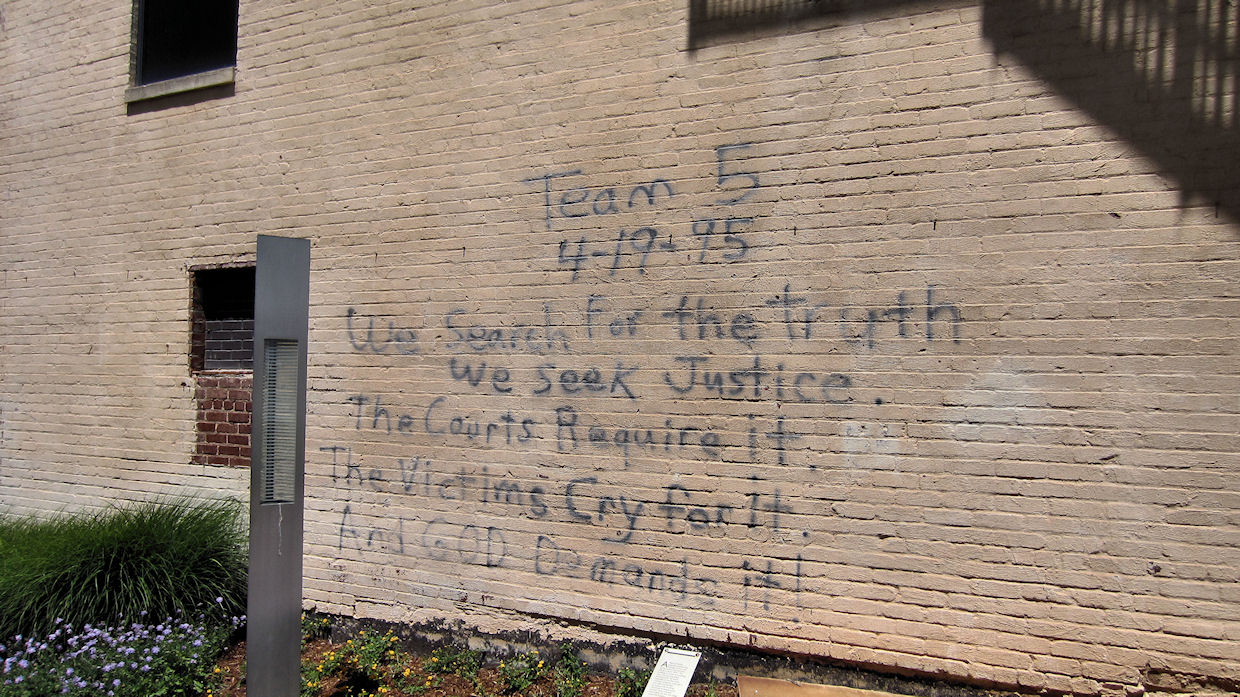 Team 5
4-19-95
We Search For the truth
We seek Justice.
The Courts Require it.
The Victims Cry for it.
And GOD Demands it!